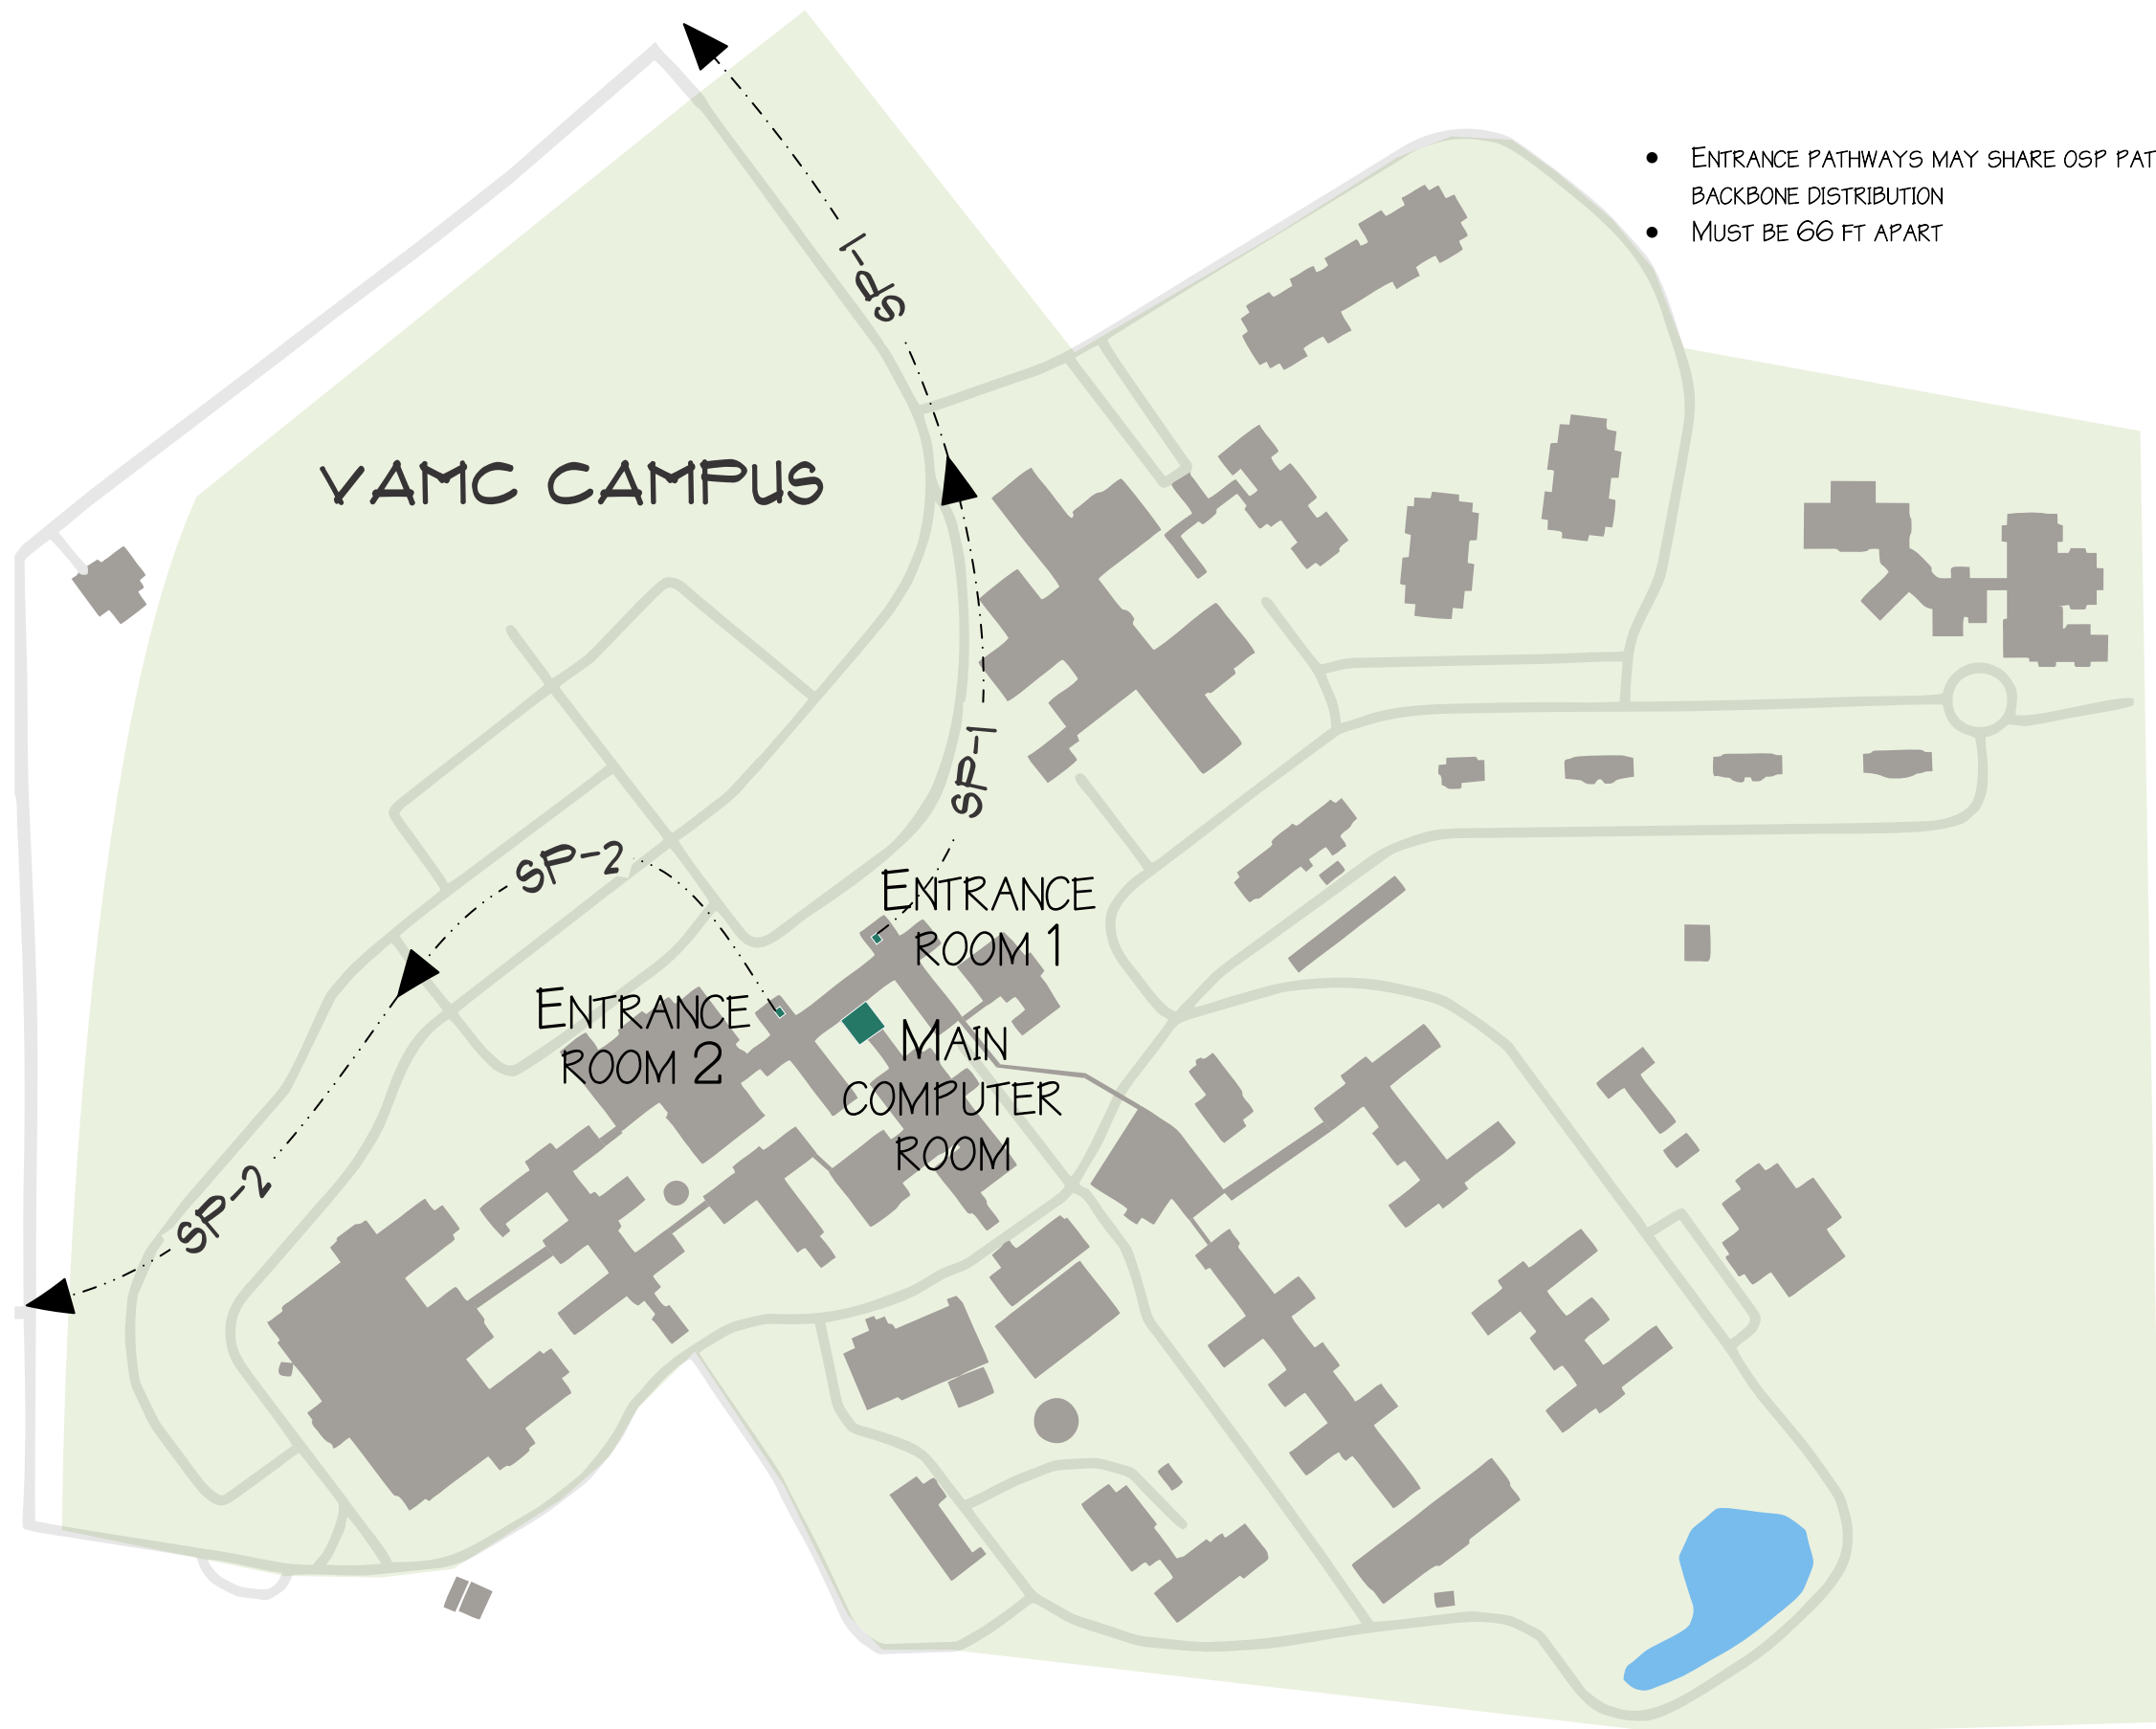 ENTRANCE PATHWAYS MAY SHARE OSP
BACKBONE DISTRIBUTION
MUST BE 66 FT APART
SP-1
VAMC CAMPUS
SP-1
SP-2
ENTRANCE
ROOM 1
ENTRANCE
ROOM 2
MAIN
COMPUTER
ROOM
SP-2